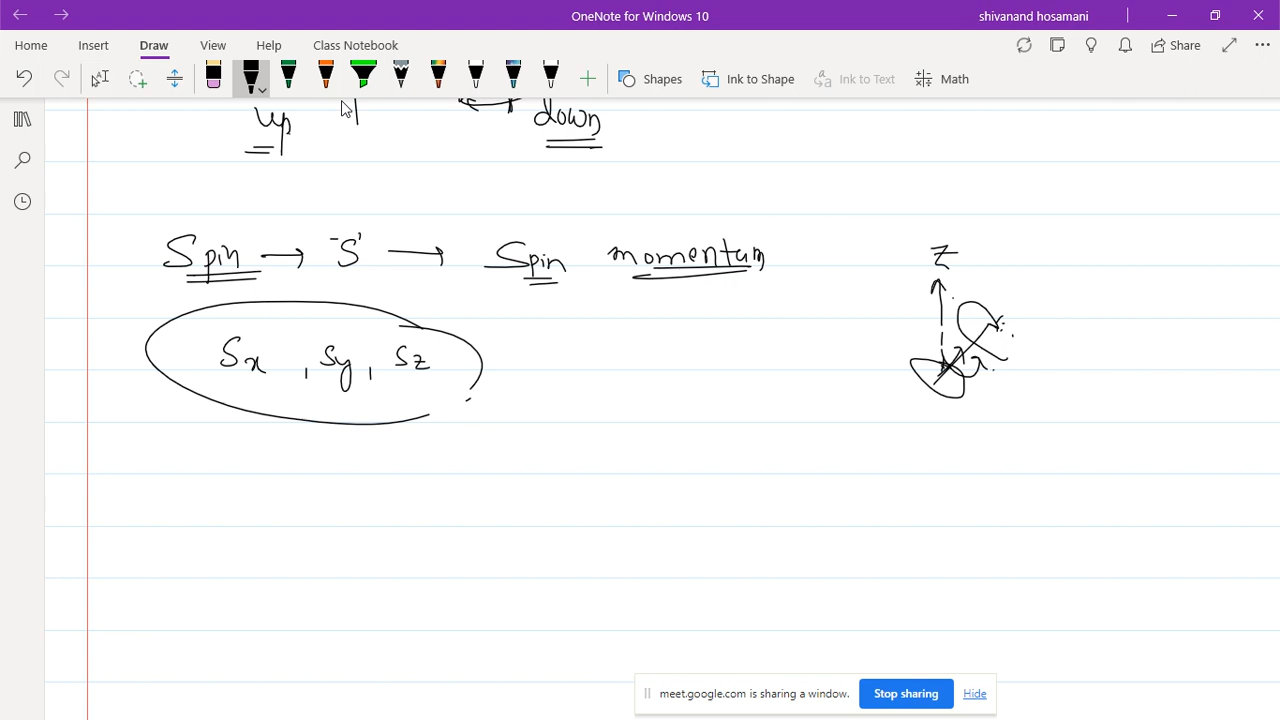 OneNote for Windows 10
shivanand hosamani
Home Insert Draw View Help Class Notebook
Share
Shapes Ink to Shape Ink to Text Math
up down
Spin → 'S' → Spin momentum
Z
Sx , Sy , Sz
meet.google.com is sharing a window. Stop sharing Hide